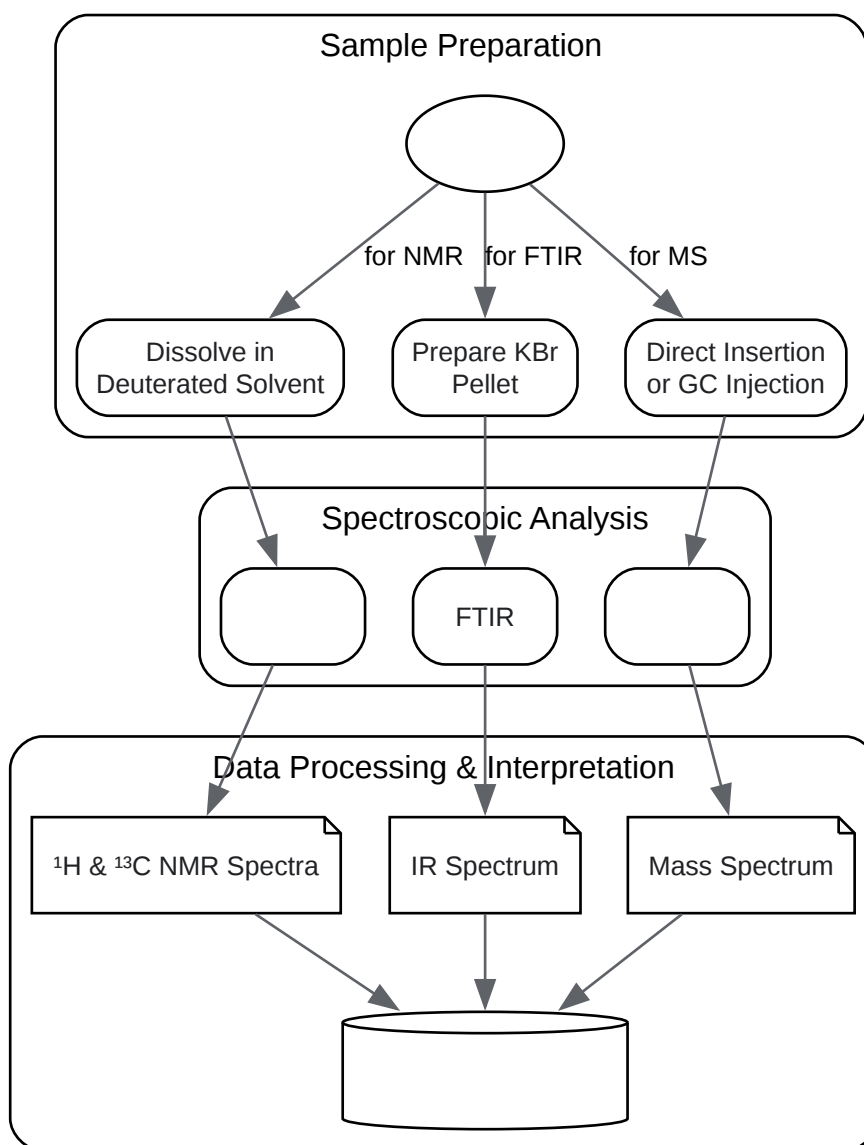 Sample Preparation
for NMR
for FTIR
for MS
Dissolve in
Deuterated Solvent
Prepare KBr
Pellet
Direct Insertion
or GC Injection
Spectroscopic Analysis
FTIR
Data Processing & Interpretation
¹H & ¹³C NMR Spectra
IR Spectrum
Mass Spectrum